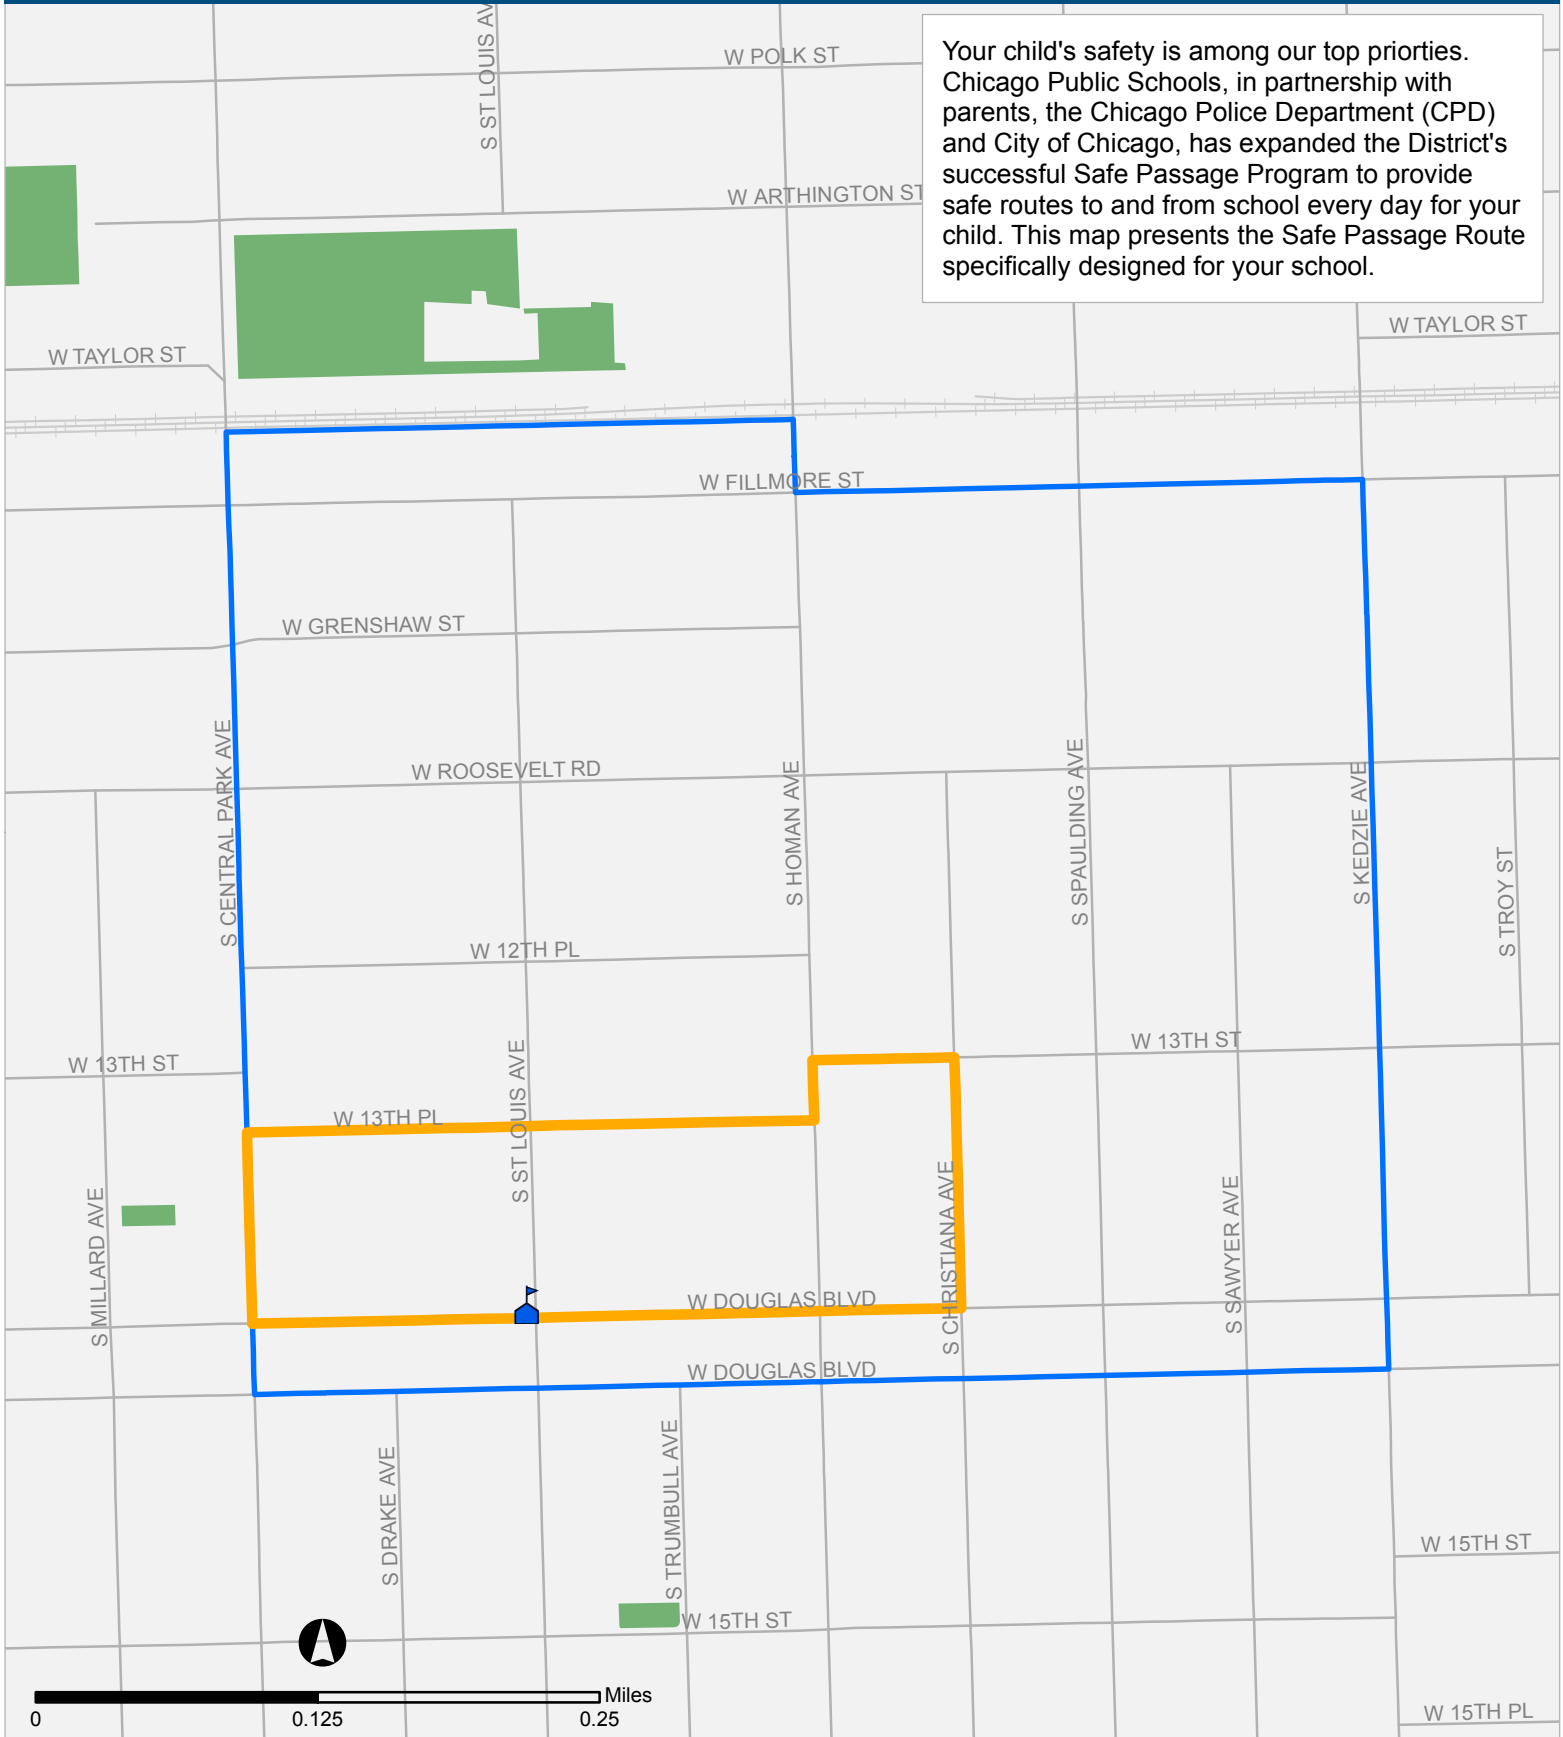 S ST LOUIS AV
W POLK ST
Your child's safety is among our top priorties.
Chicago Public Schools, in partnership with
parents, the Chicago Police Department (CPD)
and City of Chicago, has expanded the District's
successful Safe Passage Program to provide
safe routes to and from school every day for your
child. This map presents the Safe Passage Route
specifically designed for your school.
W ARTHINGTON ST
W TAYLOR ST
W TAYLOR ST
W FILLMORE ST
W GRENSHAW ST
S CENTRAL PARK AVE
W ROOSEVELT RD
S HOMAN AVE
S SPAULDING AVE
S KEDZIE AVE
S TROY ST
W 12TH PL
W 13TH ST
W 13TH ST
W 13TH PL
S ST LOUIS AVE
S MILLARD AVE
S CHRISTIANA AVE
S SAWYER AVE
W DOUGLAS BLVD
W DOUGLAS BLVD
S DRAKE AVE
S TRUMBULL AVE
W 15TH ST
W 15TH ST
Miles
0
0.125
0.25
W 15TH PL